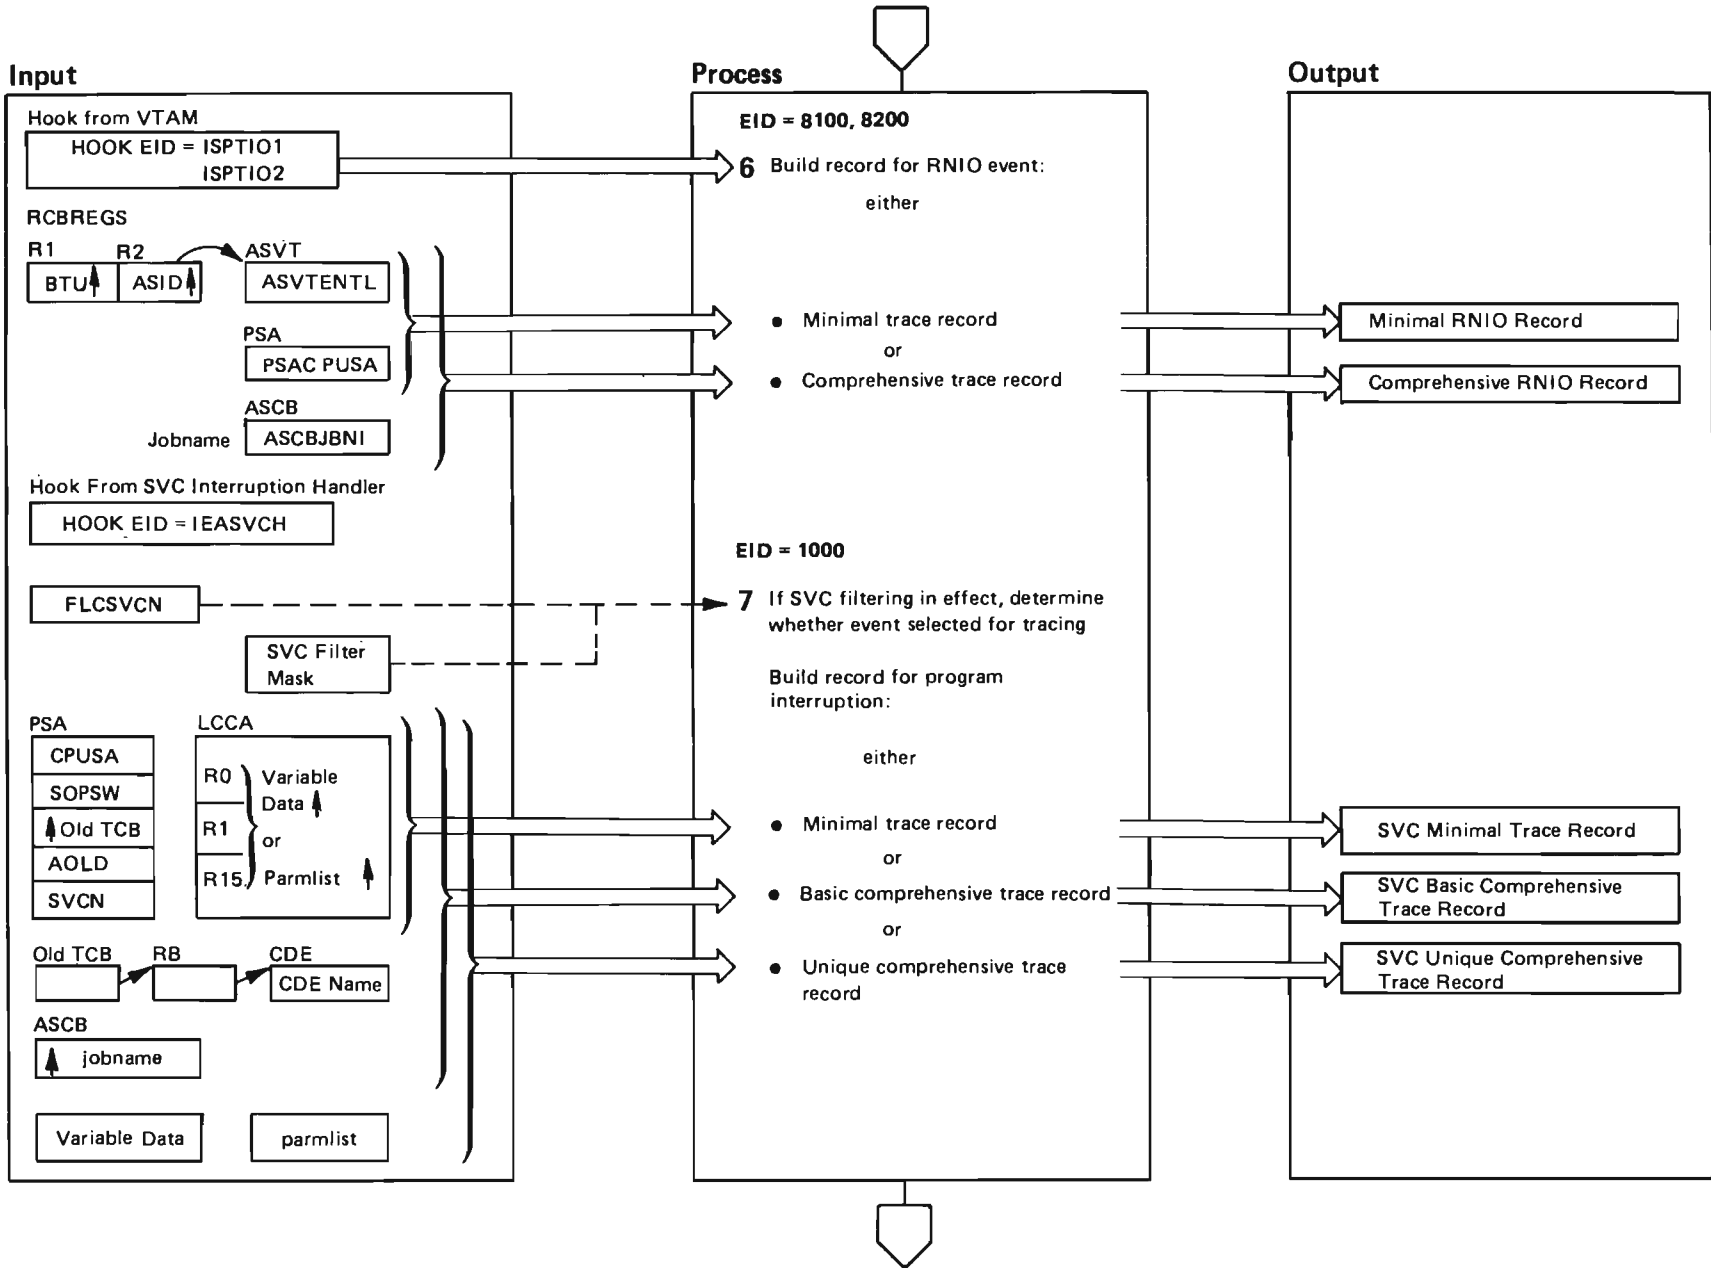 Input
Hook from VTAM
HOOK EID = ISPTIO1
ISPTIO2
RCBREGS
R1
R2
ASVT
BTU
ASID
ASVTENTL
PSA
PSAC PUSA
ASCB
Jobname
ASCBJBNI
Hook From SVC Interruption Handler
HOOK EID = IEASVCH
FLCSVCN
SVC Filter
Mask
PSA
CPUSA
SOPSW
Old TCB
AOLD
SVCN
LCCA
R0
R1
R15
Variable
Data
or
Parmlist
Old TCB
RB
CDE
CDE Name
ASCB
jobname
Variable Data
parmlist
Process
EID = 8100, 8200
6 Build record for RNIO event:
either
• Minimal trace record
or
• Comprehensive trace record
EID = 1000
7 If SVC filtering in effect, determine
whether event selected for tracing
Build record for program
interruption:
either
• Minimal trace record
or
• Basic comprehensive trace record
or
• Unique comprehensive trace
record
Output
Minimal RNIO Record
Comprehensive RNIO Record
SVC Minimal Trace Record
SVC Basic Comprehensive
Trace Record
SVC Unique Comprehensive
Trace Record